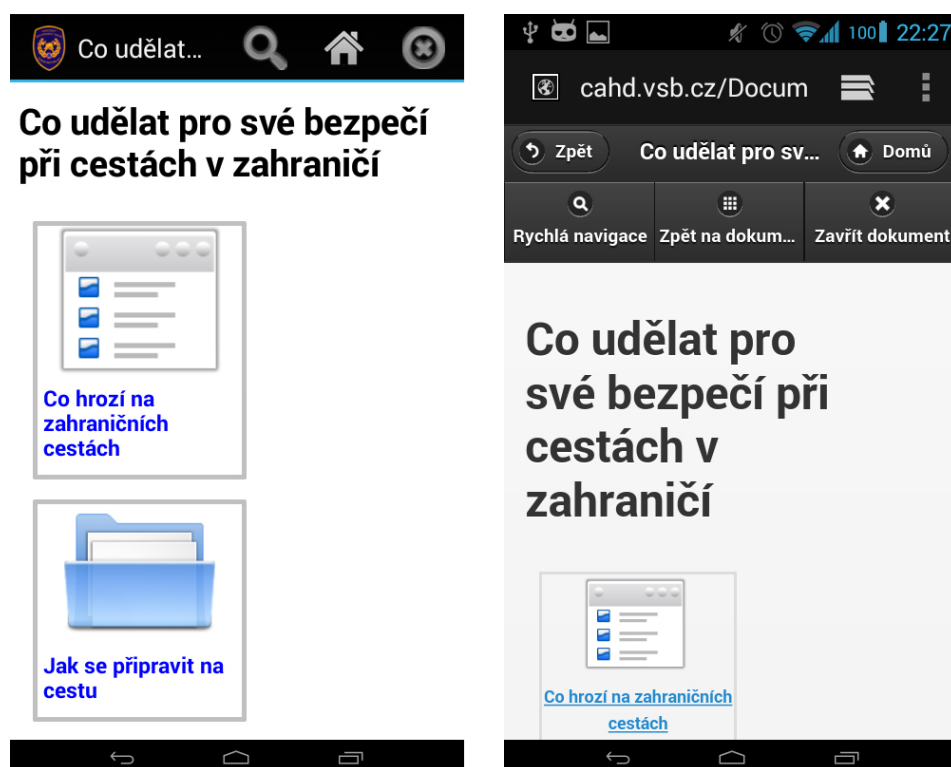 Co udělat...
Co udělat pro své bezpečí
při cestách v zahraničí
Co hrozí na
zahraničních
cestách
Jak se připravit na
cestu
100 22:27
cahd.vsb.cz/Docum
Zpět Co udělat pro sv... Domů
Rychlá navigace Zpět na dokum... Zavřít dokument
Co udělat pro
své bezpečí při
cestách v
zahraničí
Co hrozí na zahraničních
cestách